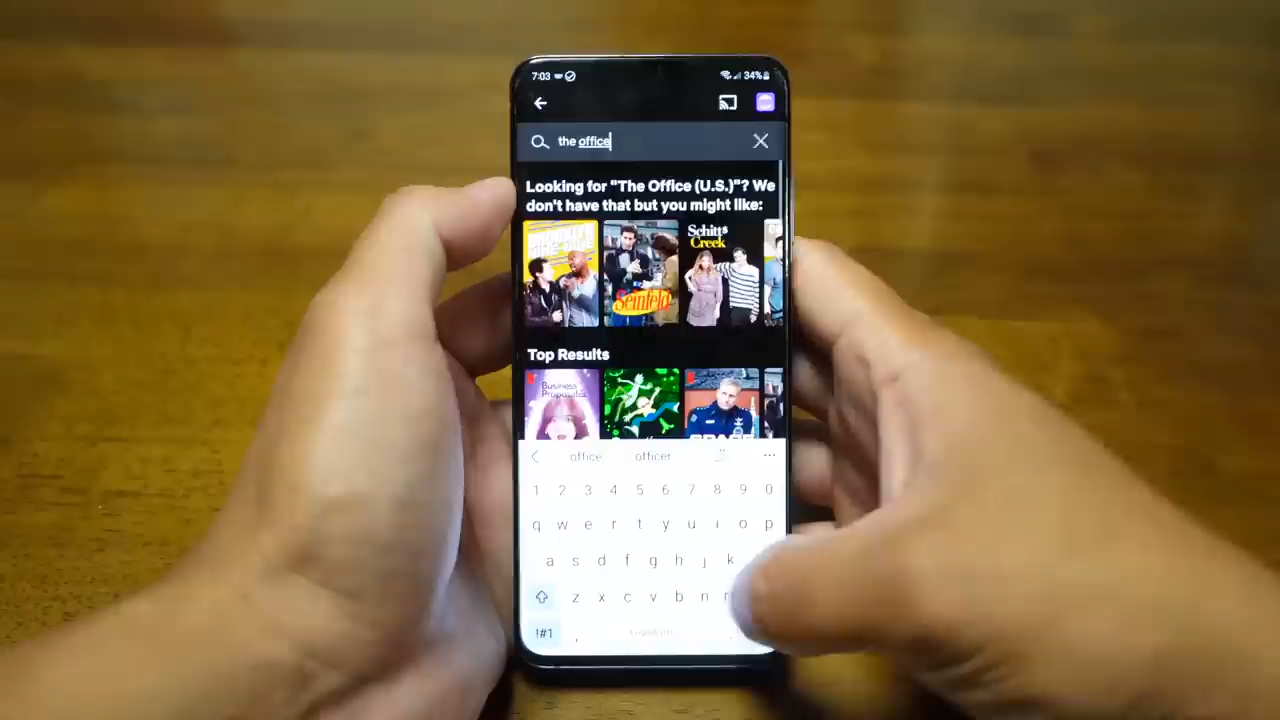 7:03
34%
the office
Looking for "The Office (U.S.)"? We
don't have that but you might like:
Seinfeld
Schitt's
Creek
Top Results
Business
Proposal
SPACE
office officer ...
1 2 3 4 5 6 7 8 9 0
q w e r t y u i o p
a s d f g h j k
z x c v b n
!#1 ,